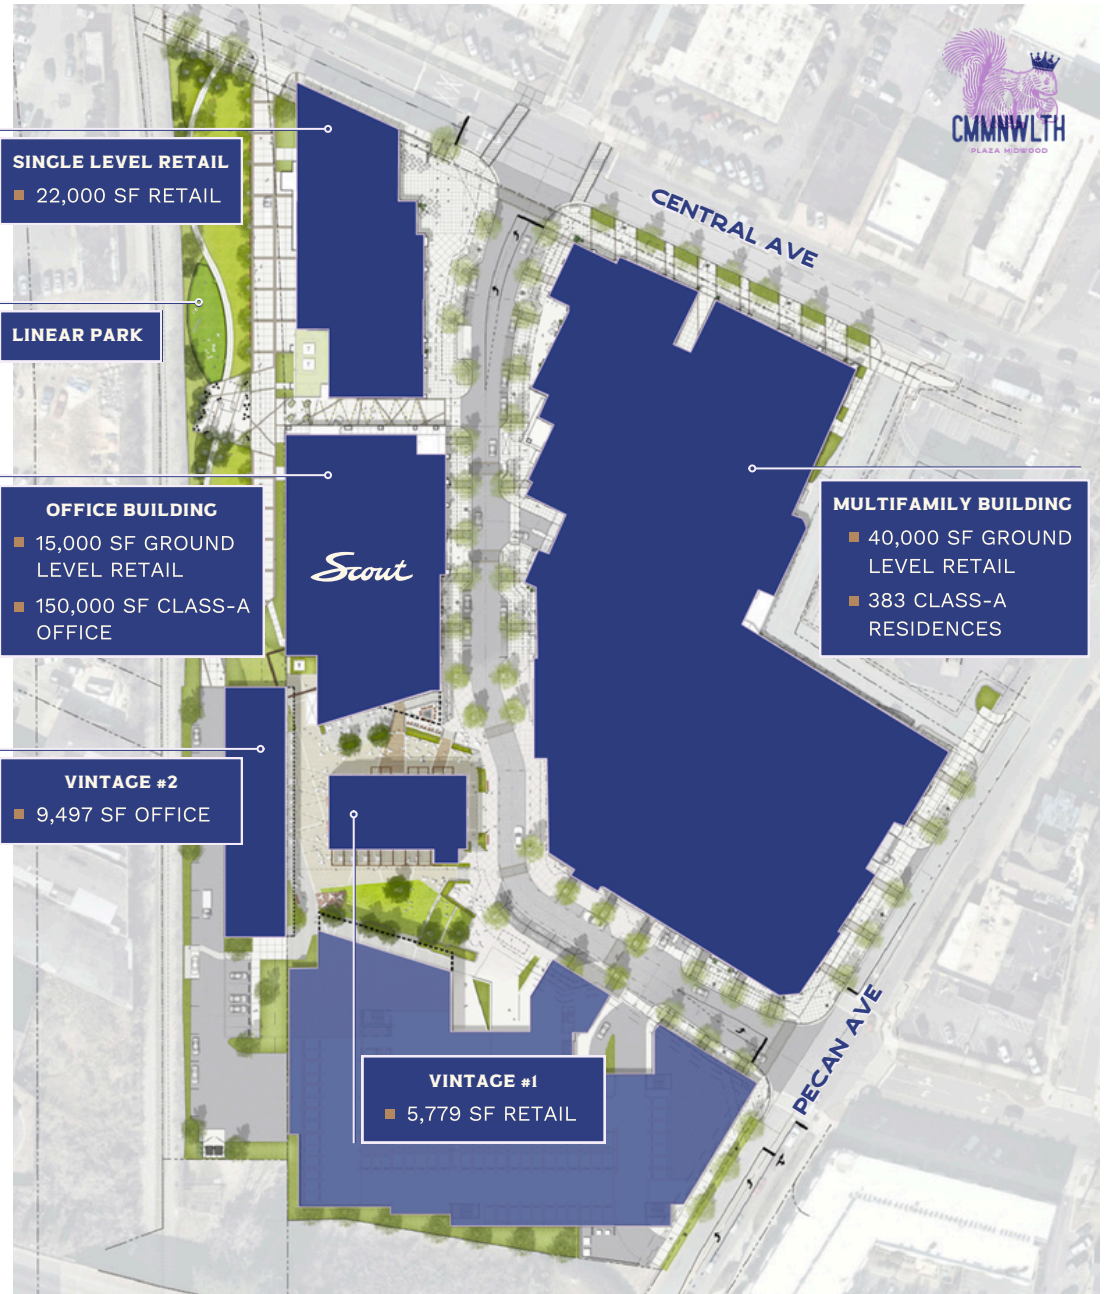 CMMNWLTH
PLAZA MIDWOOD
CENTRAL AVE
SINGLE LEVEL RETAIL
22,000 SF RETAIL
LINEAR PARK
OFFICE BUILDING
15,000 SF GROUND
LEVEL RETAIL
150,000 SF CLASS-A
OFFICE
Scout
MULTIFAMILY BUILDING
40,000 SF GROUND
LEVEL RETAIL
383 CLASS-A
RESIDENCES
VINTAGE #2
9,497 SF OFFICE
VINTAGE #1
5,779 SF RETAIL
PECAN AVE